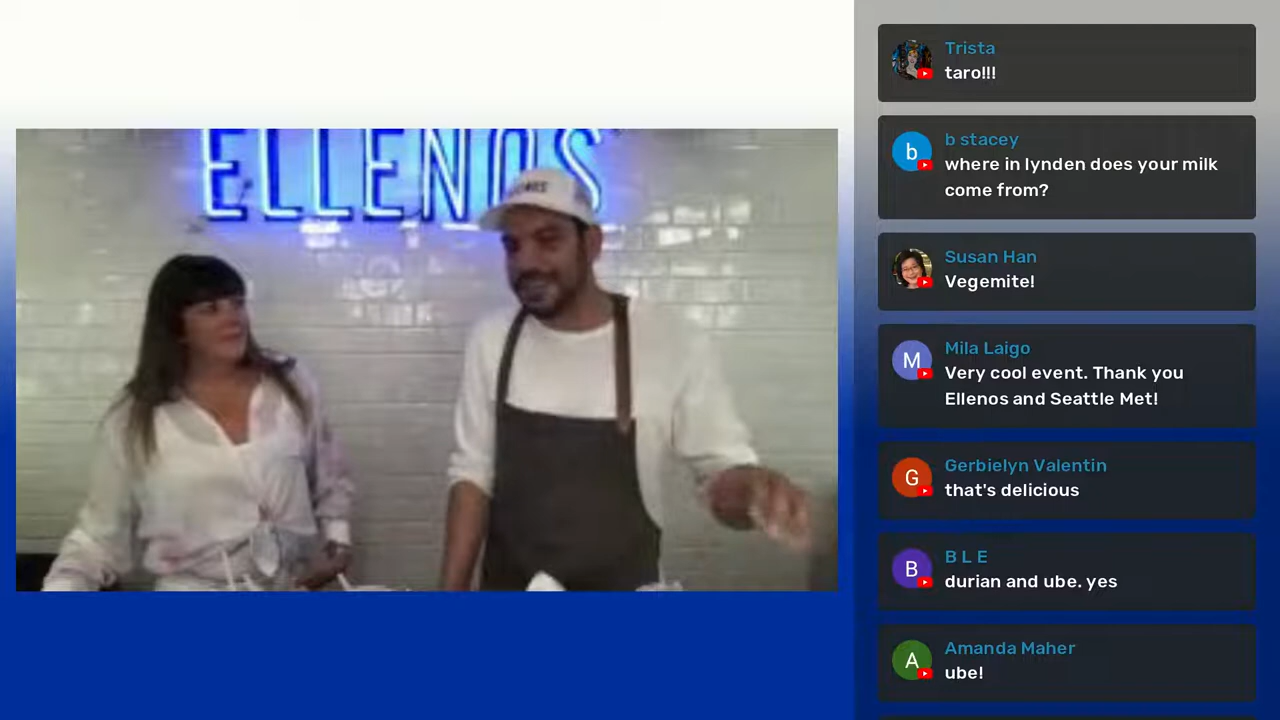 ELLENOS
Trista
taro!!!
b
b stacey
where in lynden does your milk
come from?
Susan Han
Vegemite!
M
Mila Laigo
Very cool event. Thank you
Ellenos and Seattle Met!
G
Gerbielyn Valentin
that's delicious
B
B L E
durian and ube. yes
A
Amanda Maher
ube!